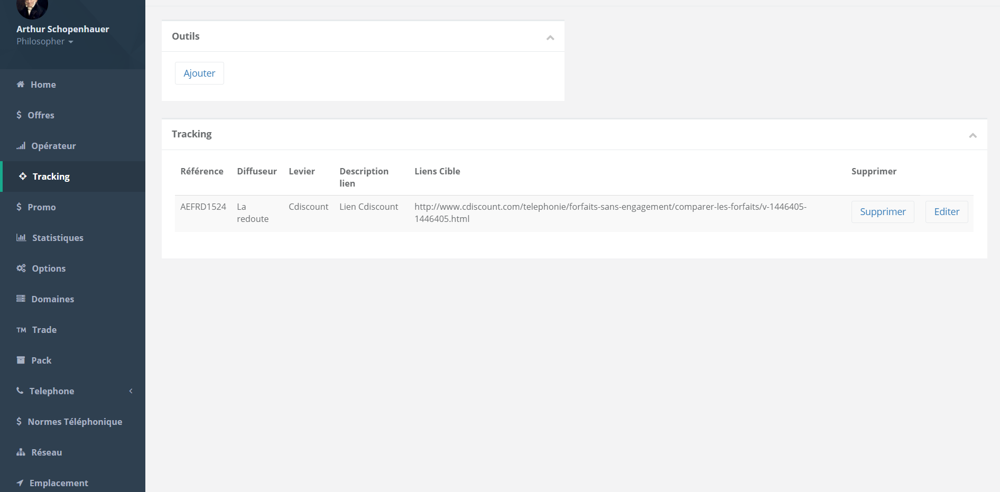 Arthur Schopenhauer
Philosopher
Home
Offres
Opérateur
Tracking
Promo
Statistiques
Options
Domaines
TM Trade
Pack
Telephone
Normes Téléphonique
Réseau
Emplacement
Outils
Ajouter
Tracking
Référence Diffuseur Levier Description Liens Cible Supprimer
lien
AEFRD1524 La Cdiscount Lien Cdiscount http://www.cdiscount.com/telephonie/forfaits-sans-engagement/comparer-les-forfaits/v-1446405- Supprimer Editer
redoute 1446405.html